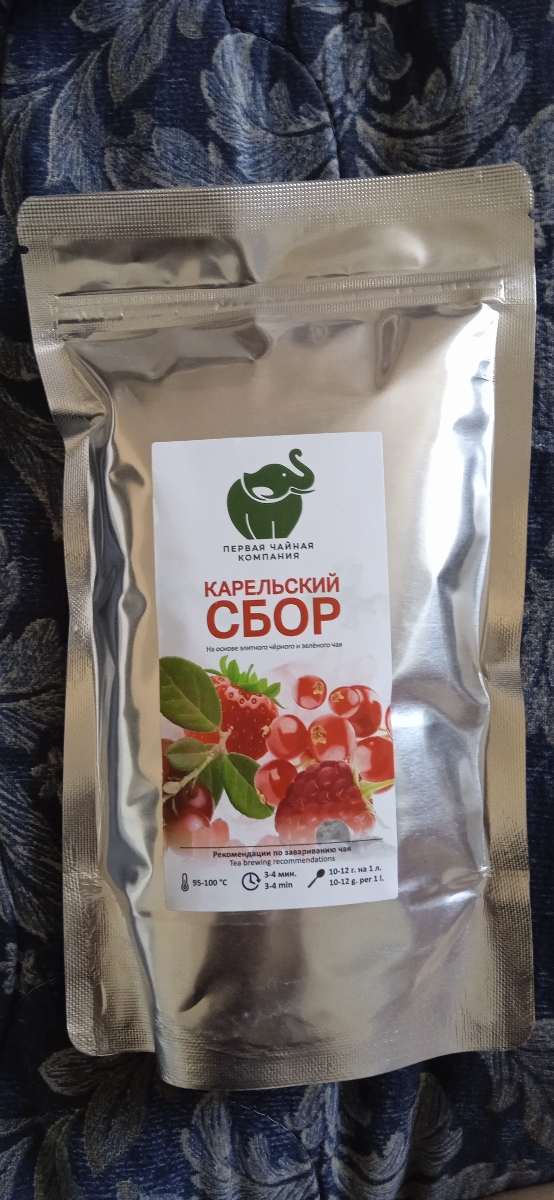 ПЕРВАЯ ЧАЙНАЯ
КОМПАНИЯ
КАРЕЛЬСКИЙ
СБОР
На основе элитного чёрного и зелёного чая
Рекомендации по завариванию чая
Tea brewing recommendations
95-100 °C
3-4 мин.
3-4 min
10-12 г. на 1 л.
10-12 g. per 1 l.